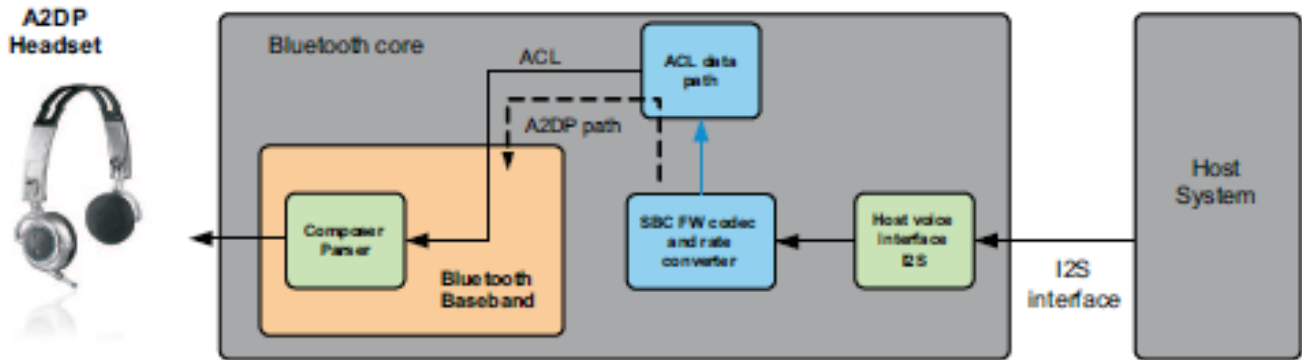 A2DP
Headset
Bluetooth core
ACL
ACL data
path
A2DP path
Host
System
Composer
Parser
SBC FW codec
and rate
converter
Host voice
Interface
I2S
Bluetooth
Baseband
I2S
interface